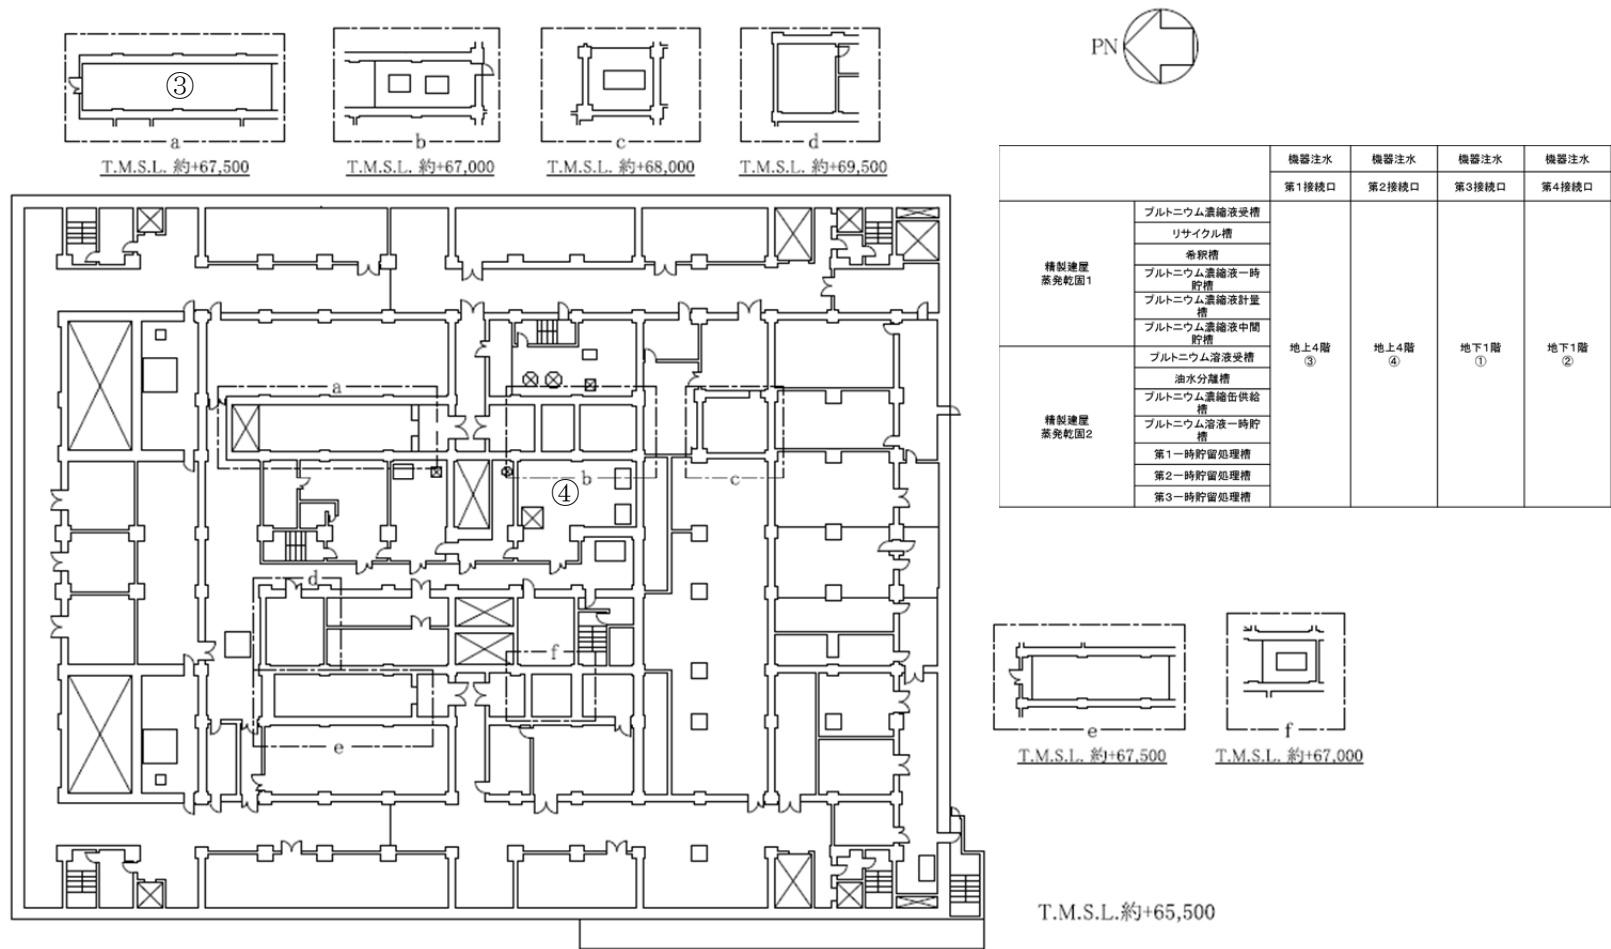 ③
a
T.M.S.L. 約+67,500
b
T.M.S.L. 約+67,000
c
T.M.S.L. 約+68,000
d
T.M.S.L. 約+69,500
PN
機器注水 機器注水 機器注水 機器注水
第1接続口 第2接続口 第3接続口 第4接続口
精製建屋
蒸発乾固1
プルトニウム濃縮液受槽
リサイクル槽
希釈槽
プルトニウム濃縮液一時
貯槽
プルトニウム濃縮液計量
槽
プルトニウム濃縮液中間
貯槽
精製建屋
蒸発乾固2
プルトニウム溶液受槽
油水分離槽
プルトニウム濃縮缶供給
槽
プルトニウム溶液一時貯
槽
第1一時貯留処理槽
第2一時貯留処理槽
第3一時貯留処理槽
地上4階
③
地上4階
④
地下1階
①
地下1階
②
a
b
c
④
d
f
e
e
T.M.S.L. 約+67,500
f
T.M.S.L. 約+67,000
T.M.S.L.約+65,500